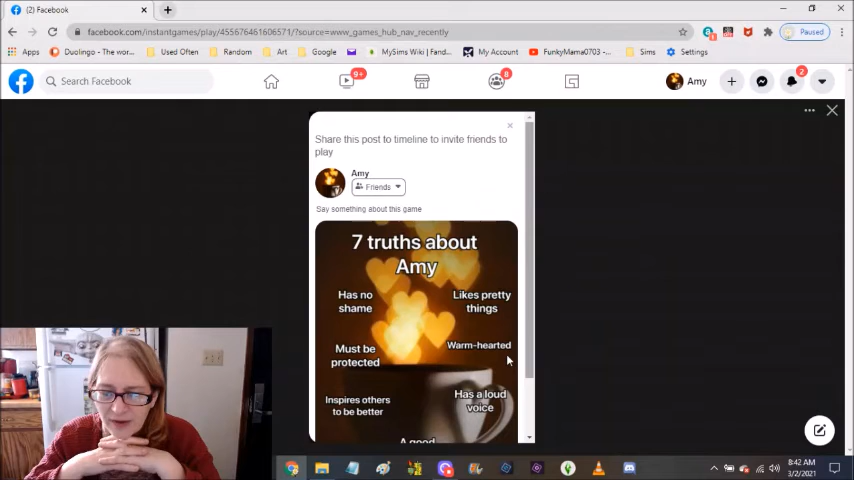 (2) Facebook
facebook.com/instantgames/play/455676461606571/?source=www_games_hub_nav_recently
Paused
Apps
Duolingo - The wor...
Used Often
Random
Art
Google
MySims Wiki | Fand...
My Account
FunkyMama0703 -...
Sims
Settings
Search Facebook
9+
8
Amy
2
Share this post to timeline to invite friends to
play
Amy
Friends
Say something about this game
7 truths about
Amy
Has no
shame
Likes pretty
things
Must be
protected
Warm-hearted
Inspires others
to be better
Has a loud
voice
A good
8:42 AM
3/2/2021